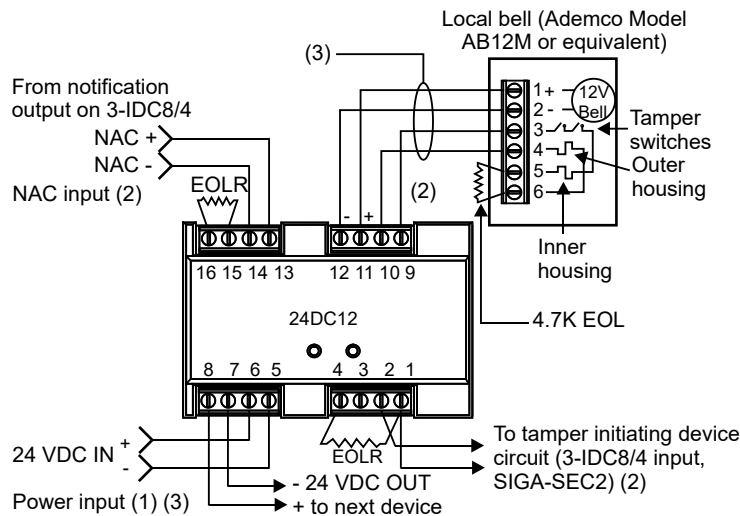 Local bell (Ademco Model
AB12M or equivalent)
(3)
From notification
output on 3-IDC8/4
NAC +
NAC -
NAC input (2)
EOLR
(2)
1 + 12V
2 - Bell
3
4
5
6
Tamper
switches
Outer
housing
Inner
housing
4.7K EOL
- +
16 15 14 13 12 11 10 9
24DC12
8 7 6 5 4 3 2 1
EOLR
24 VDC IN + -
Power input (1) (3)
- 24 VDC OUT
+ to next device
To tamper initiating device
circuit (3-IDC8/4 input,
SIGA-SEC2) (2)